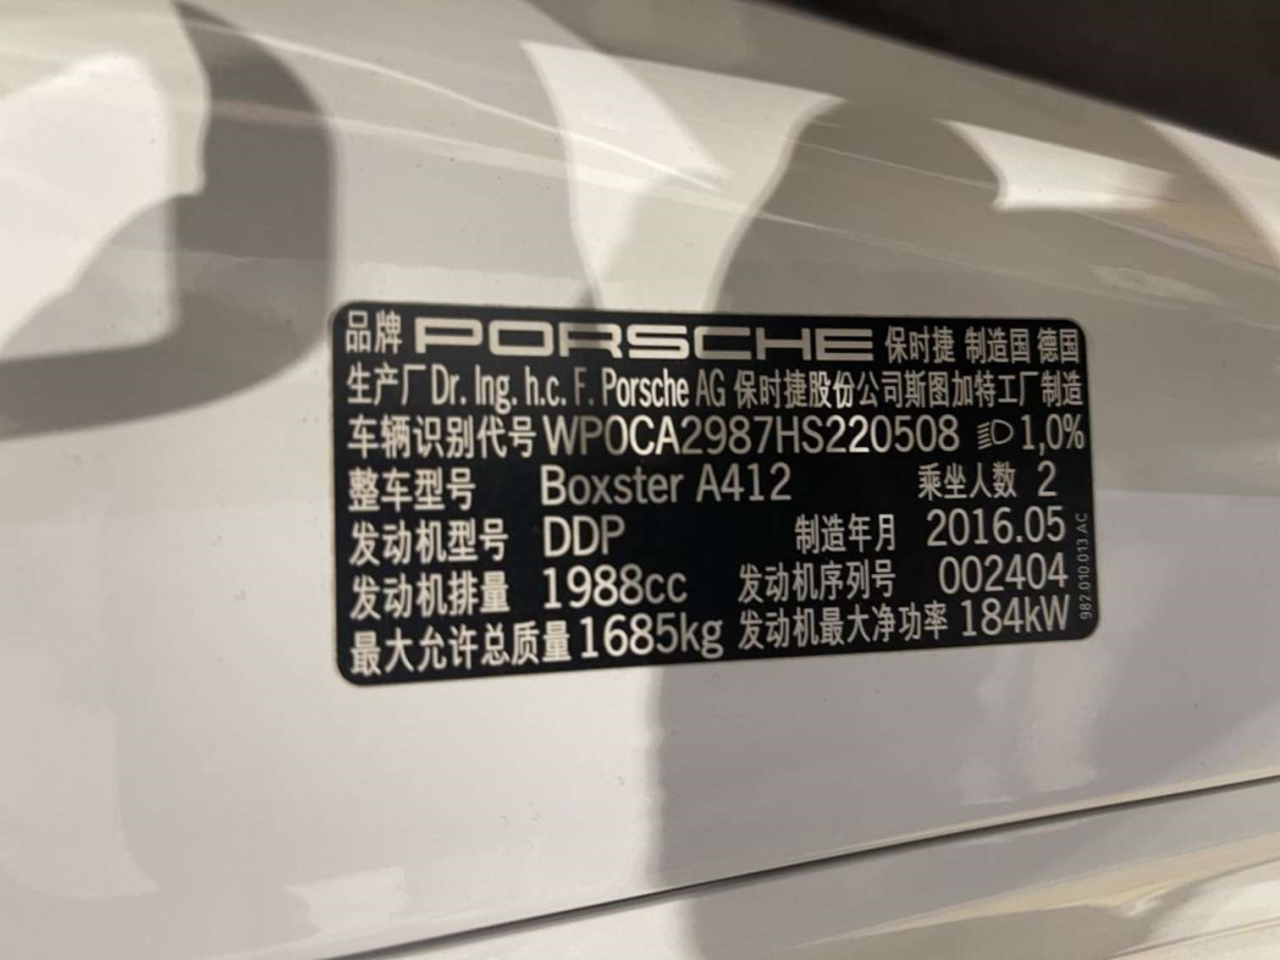 品牌 PORSCHE 保时捷 制造国 德国
生产厂 Dr. Ing. h.c. F. Porsche AG 保时捷股份公司斯图加特工厂制造
车辆识别代号 WP0CA2987HS220508 1,0%
整车型号 Boxster A412 乘坐人数 2
发动机型号 DDP 制造年月 2016.05
发动机排量 1988cc 发动机序列号 002404
最大允许总质量 1685kg 发动机最大净功率 184kW
982.010.013.AC